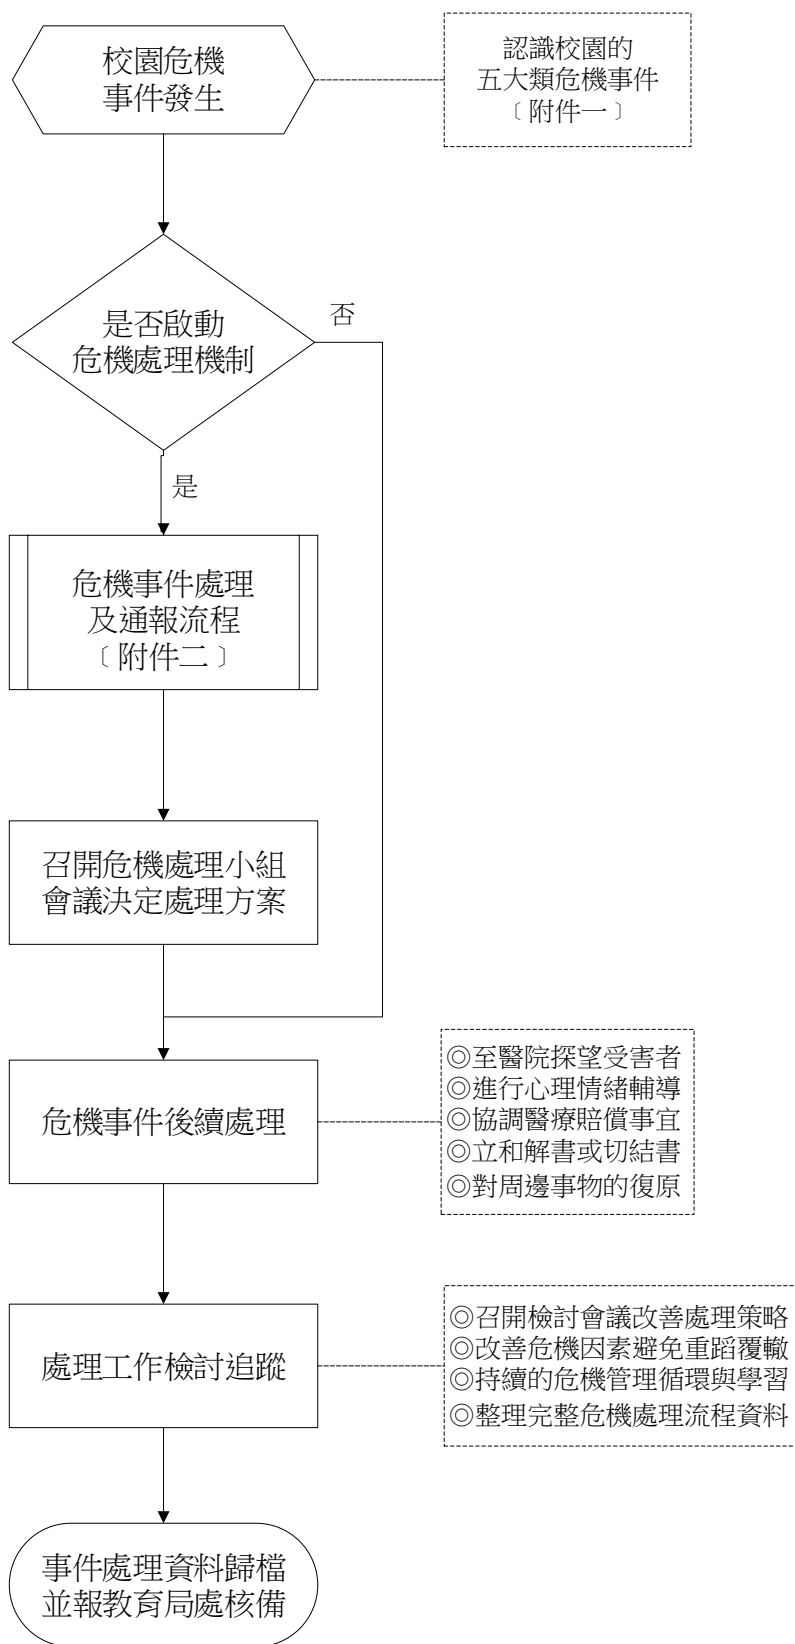 校園危機
事件發生
認識校園的
五大類危機事件
﹝附件一﹞
是否啟動
危機處理機制
否
是
危機事件處理
及通報流程
﹝附件二﹞
召開危機處理小組
會議決定處理方案
危機事件後續處理
◎至醫院探望受害者
◎進行心理情緒輔導
◎協調醫療賠償事宜
◎立和解書或切結書
◎對周邊事物的復原
處理工作檢討追蹤
◎召開檢討會議改善處理策略
◎改善危機因素避免重蹈覆轍
◎持續的危機管理循環與學習
◎整理完整危機處理流程資料
事件處理資料歸檔
並報教育局處核備